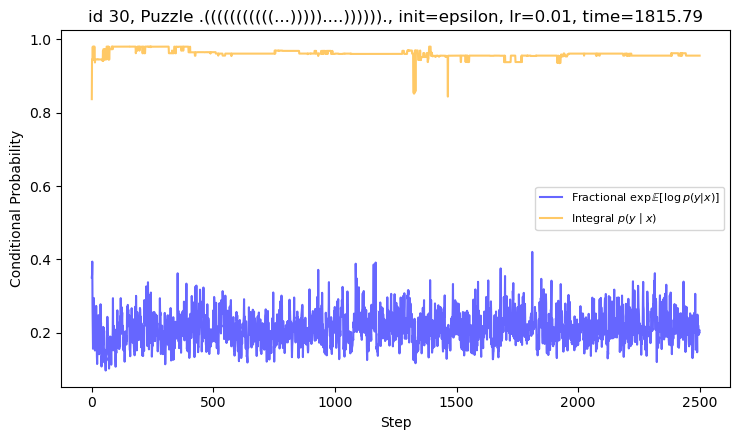 id 30, Puzzle .(((((((((((...)))))....))))))., init=epsilon, lr=0.01, time=1815.79
Conditional Probability
1.0
0.8
0.6
0.4
0.2
Fractional exp𝔼[log p(y|x)]
Integral p(y | x)
0
500
1000
1500
2000
2500
Step